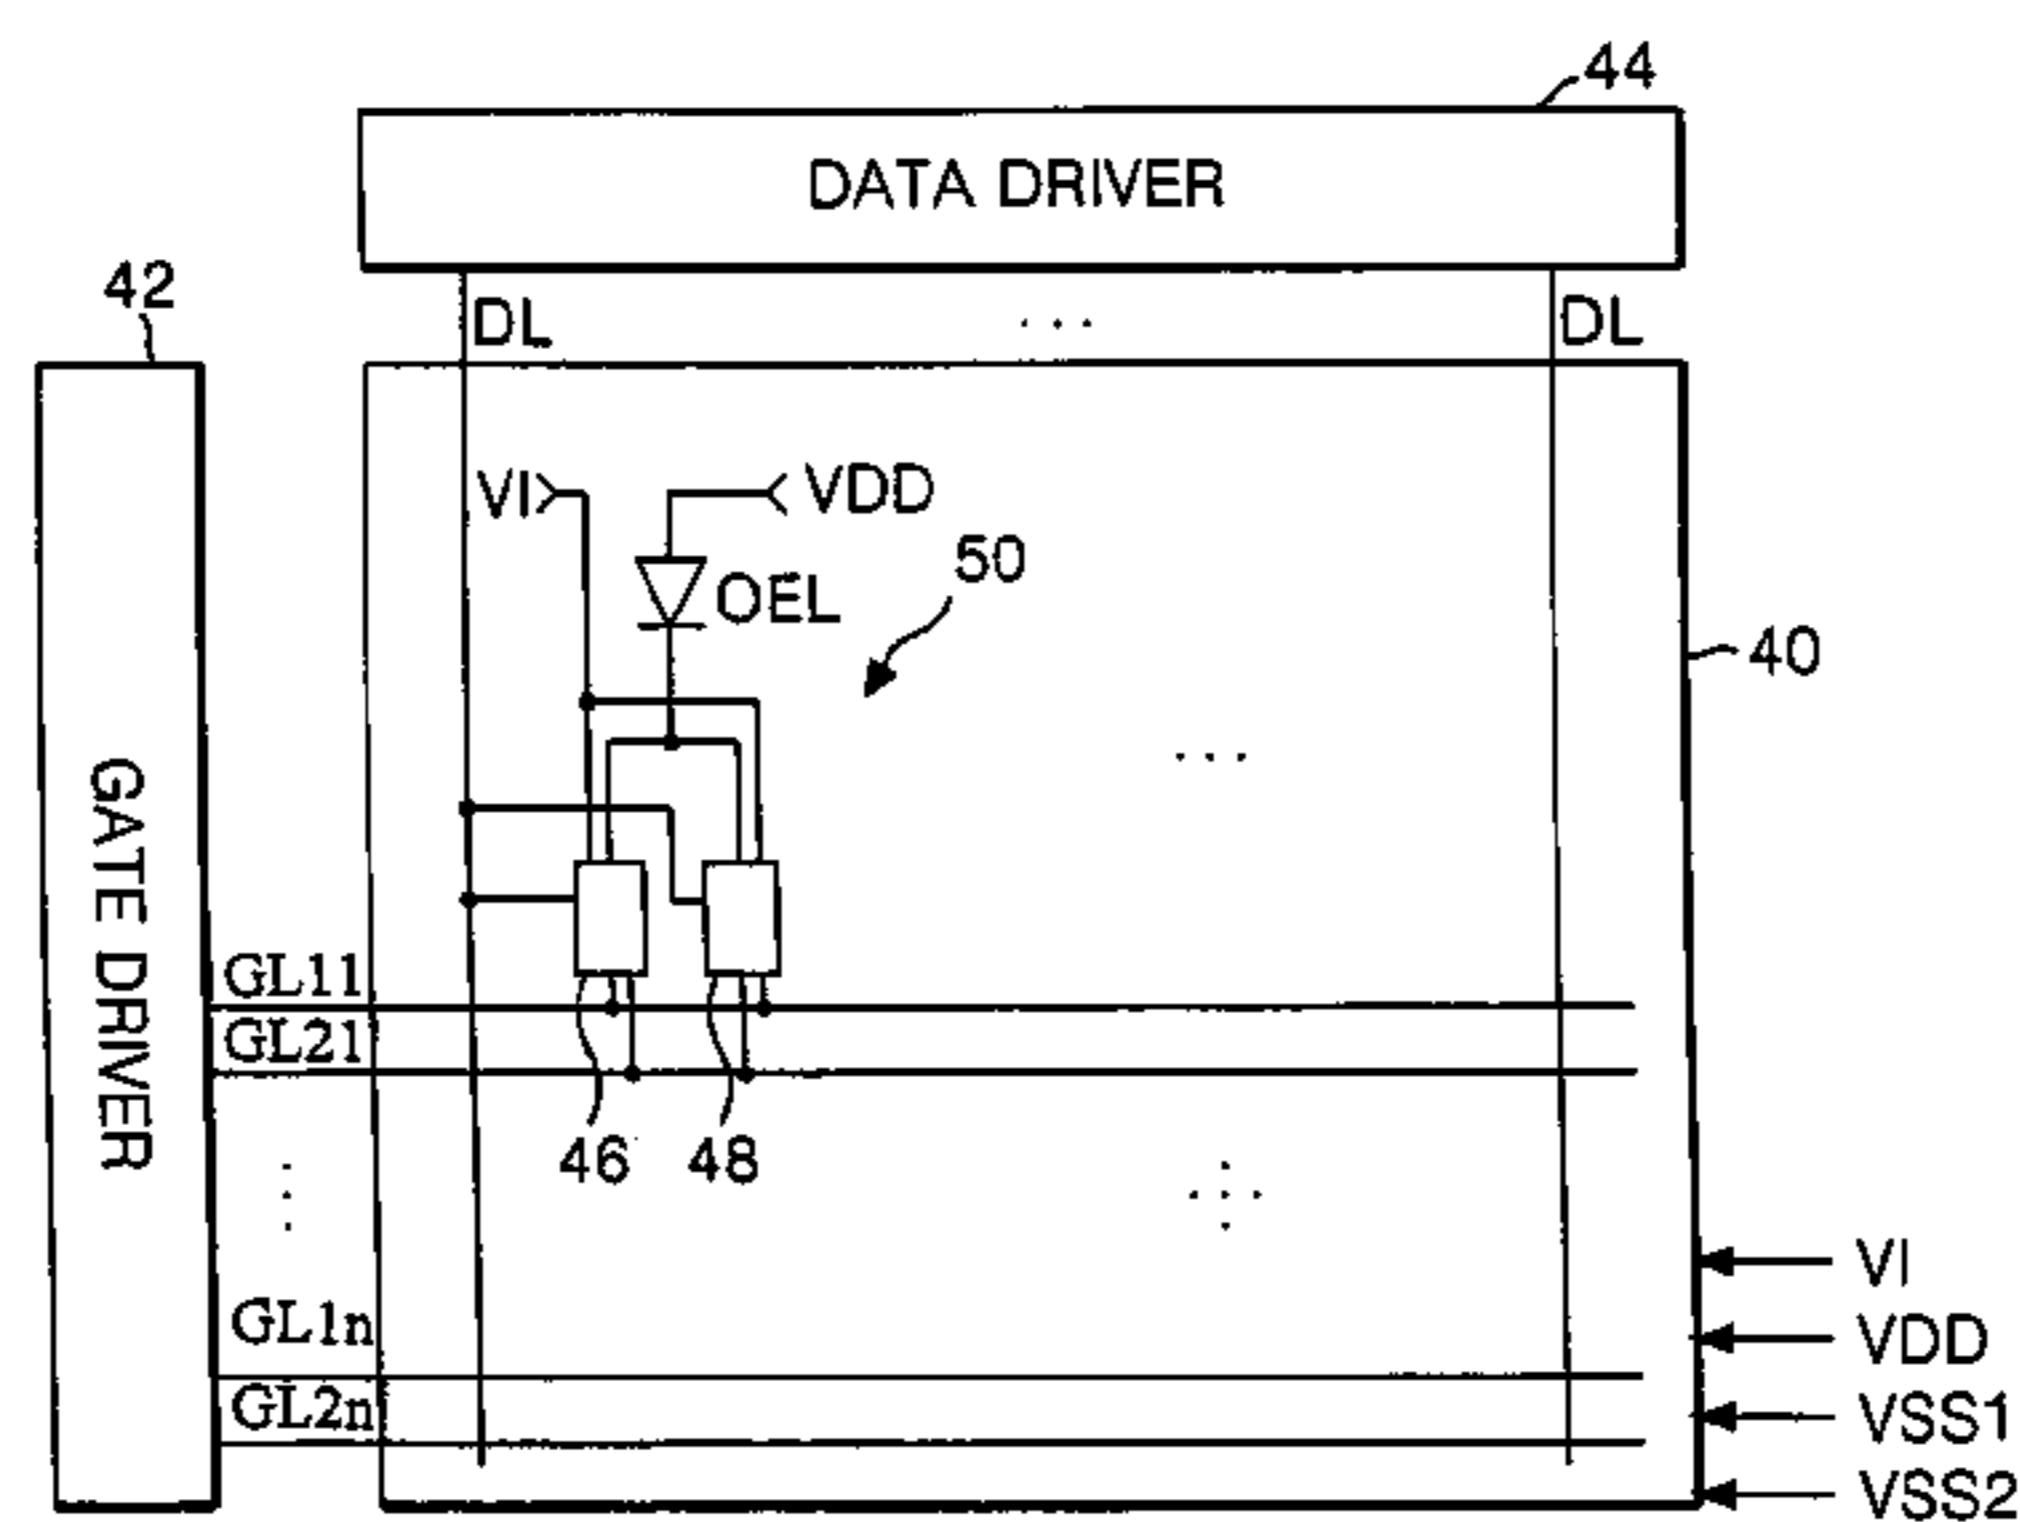 44
DATA DRIVER
42
DL
... DL
VI
VDD
50
OEL
40
GATE DRIVER
GL11
GL21
46
48
VI
GL1n
VDD
GL2n
VSS1
VSS2